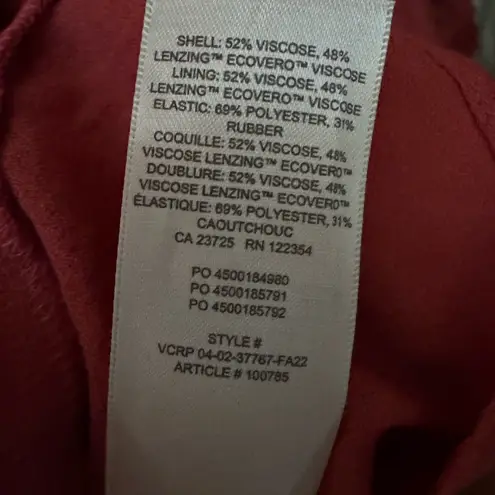 SHELL: 52% VISCOSE, 48%
LENZING™ ECOVERO™ VISCOSE
LINING: 52% VISCOSE, 48%
LENZING™ ECOVERO™ VISCOSE
ELASTIC: 69% POLYESTER, 31%
RUBBER
COQUILLE: 52% VISCOSE, 48%
VISCOSE LENZING™ ECOVERO™
DOUBLURE: 52% VISCOSE, 48%
VISCOSE LENZING™ ECOVERO™
ÉLASTIQUE: 69% POLYESTER, 31%
CAOUTCHOUC
CA 23725 RN 122354
PO 4500184980
PO 4500185791
PO 4500185792
STYLE #
VCRP 04-02-37767-FA22
ARTICLE # 100785